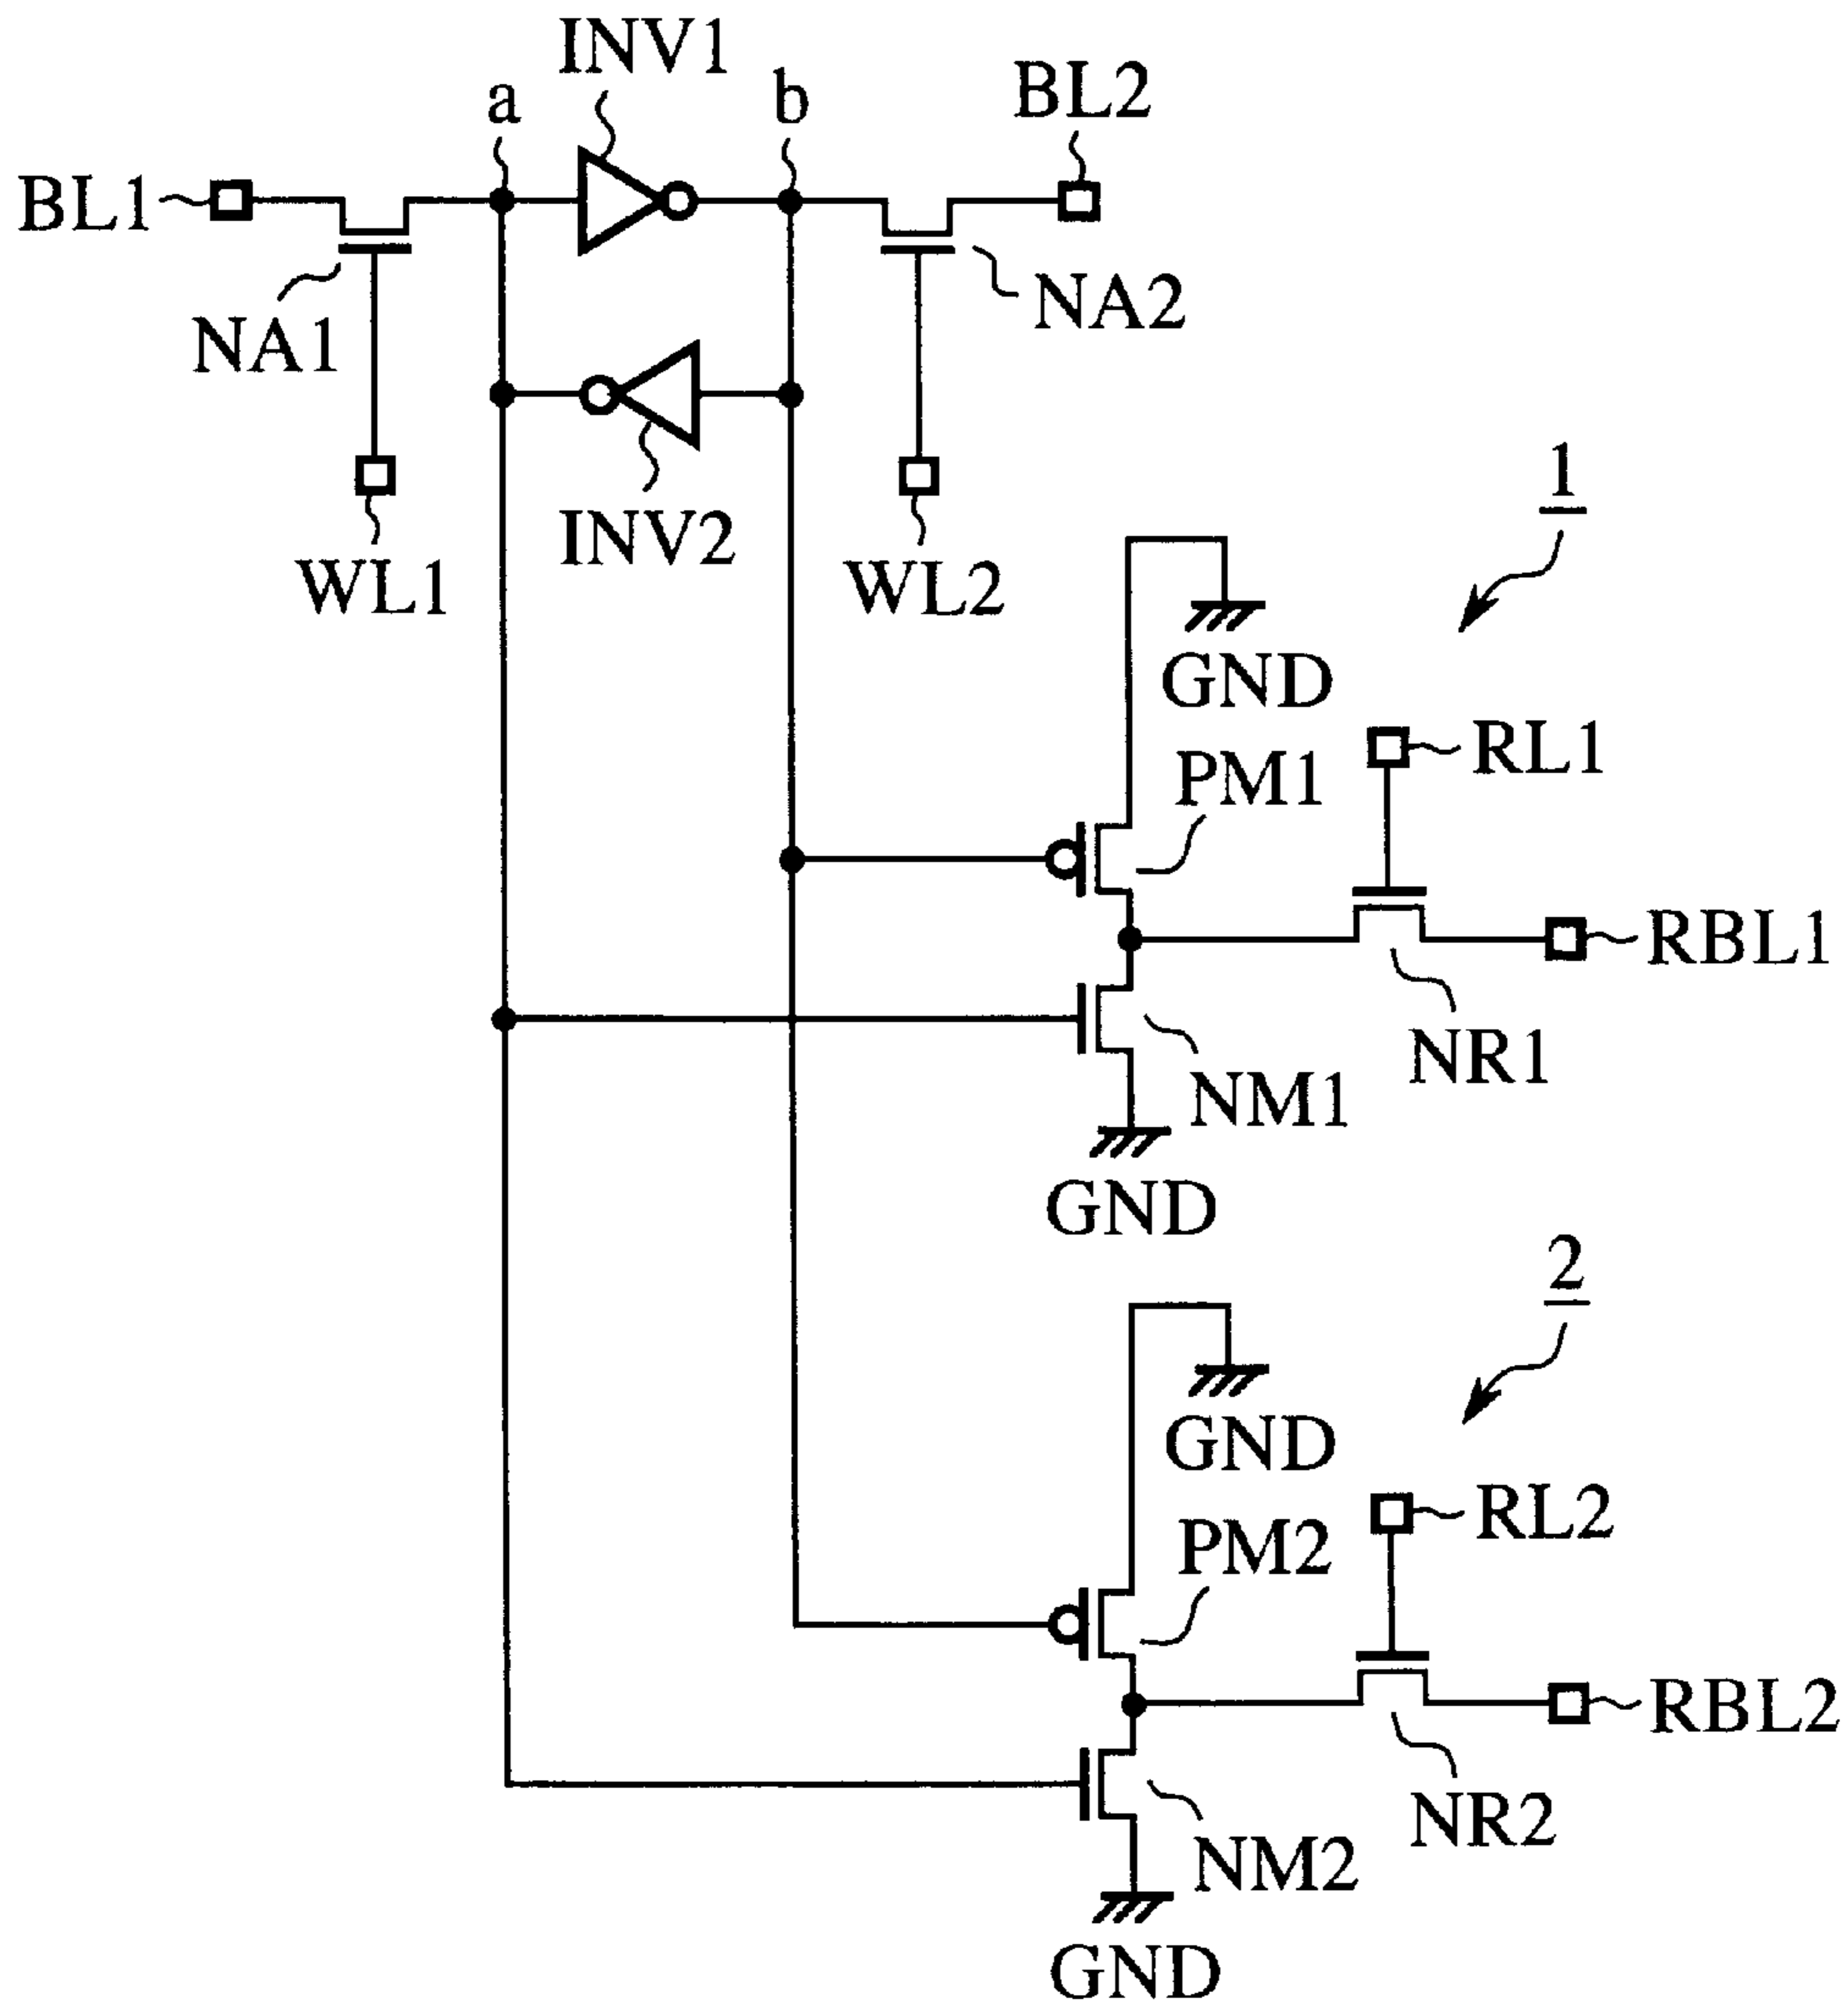 INV1
a
b
BL2
BL1
NA1
NA2
INV2
WL1
WL2
1
GND
RL1
PM1
RBL1
NR1
NM1
GND
2
GND
RL2
PM2
RBL2
NR2
NM2
GND